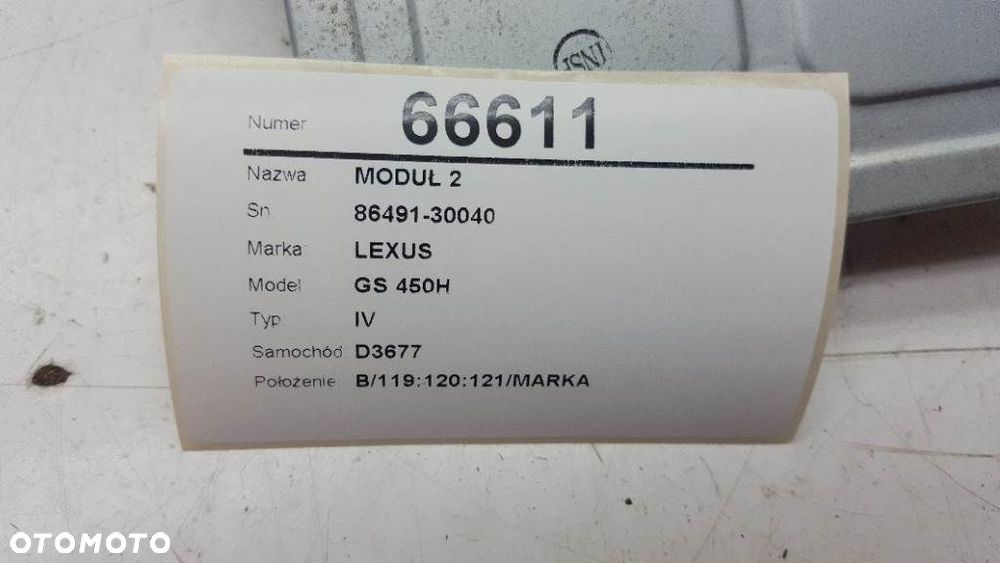 INSP
Numer 66611
Nazwa MODUŁ 2
Sn 86491-30040
Marka LEXUS
Model GS 450H
Typ IV
Samochód D3677
Położenie B/119:120:121/MARKA
OTOMOTO